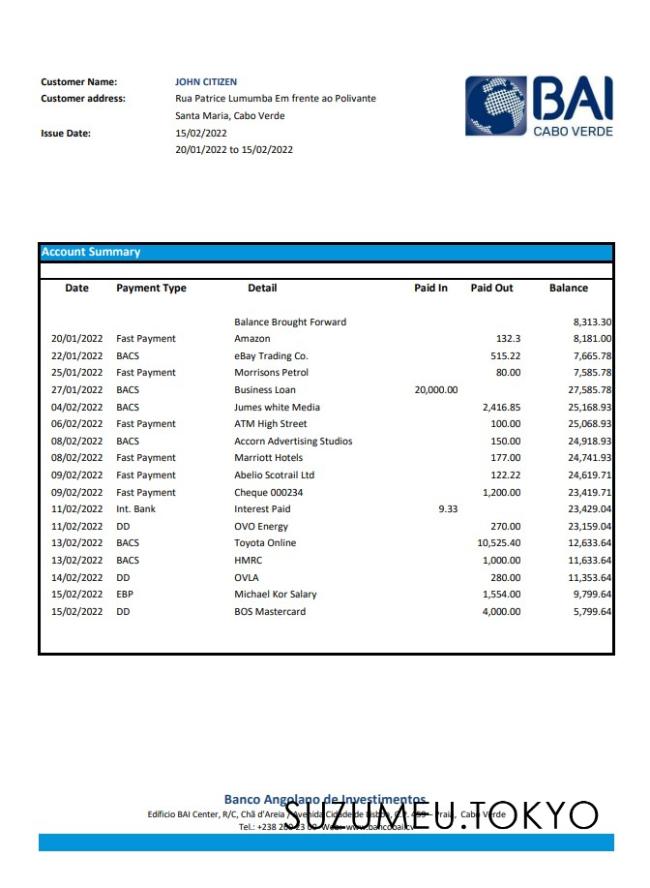 Customer Name: JOHN CITIZEN
Customer address: Rua Patrice Lumumba Em frente ao Polivante
Santa Maria, Cabo Verde
Issue Date: 15/02/2022
20/01/2022 to 15/02/2022
BAI
CABO VERDE
Account Summary
Date Payment Type Detail Paid In Paid Out Balance
Balance Brought Forward 8,313.30
20/01/2022 Fast Payment Amazon 132.3 8,181.00
22/01/2022 BACS eBay Trading Co. 515.22 7,665.78
25/01/2022 Fast Payment Morrisons Petrol 80.00 7,585.78
27/01/2022 BACS Business Loan 20,000.00 27,585.78
04/02/2022 BACS Jumes white Media 2,416.85 25,168.93
06/02/2022 Fast Payment ATM High Street 100.00 25,068.93
08/02/2022 BACS Accorn Advertising Studios 150.00 24,918.93
08/02/2022 Fast Payment Marriott Hotels 177.00 24,741.93
09/02/2022 Fast Payment Abelio Scotrail Ltd 122.22 24,619.71
09/02/2022 Fast Payment Cheque 000234 1,200.00 23,419.71
11/02/2022 Int. Bank Interest Paid 9.33 23,429.04
11/02/2022 DD OVO Energy 270.00 23,159.04
13/02/2022 BACS Toyota Online 10,525.40 12,633.64
13/02/2022 BACS HMRC 1,000.00 11,633.64
14/02/2022 DD OVLA 280.00 11,353.64
15/02/2022 EBP Michael Kor Salary 1,554.00 9,799.64
15/02/2022 DD BOS Mastercard 4,000.00 5,799.64
Banco Angolano de Investimentos
Edifício BAI Center, R/C, Chã d'Areia / Avenida Cidade de Lisboa, Praia, Cabo Verde
Tel.: +238 Web: www.bancobai.cv
SUZUMEU.TOKYO